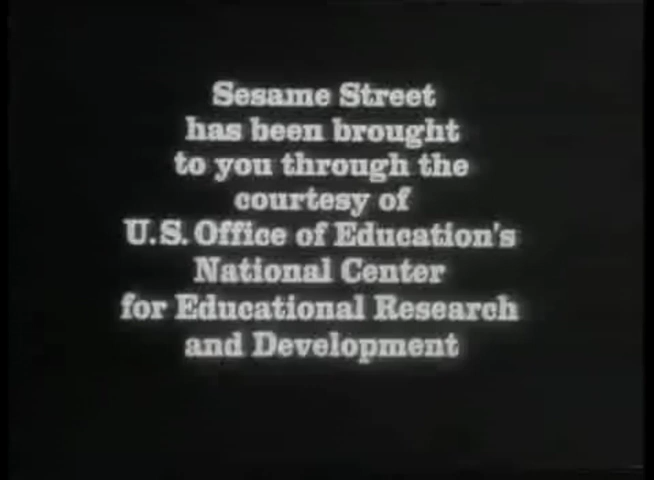 Sesame Street
has been brought
to you through the
courtesy of
U.S. Office of Education's
National Center
for Educational Research
and Development